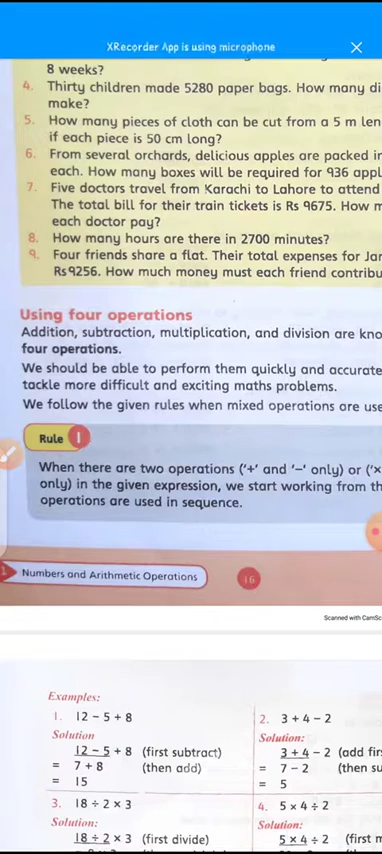 XRecorder App is using microphone
8 weeks?
4. Thirty children made 5280 paper bags. How many di
make?
5. How many pieces of cloth can be cut from a 5 m len
if each piece is 50 cm long?
6. From several orchards, delicious apples are packed in
each. How many boxes will be required for 936 appl
7. Five doctors travel from Karachi to Lahore to attend
The total bill for their train tickets is Rs 9675. How m
each doctor pay?
8. How many hours are there in 2700 minutes?
9. Four friends share a flat. Their total expenses for Jan
Rs 9256. How much money must each friend contribu
Using four operations
Addition, subtraction, multiplication, and division are kno
four operations.
We should be able to perform them quickly and accurate
tackle more difficult and exciting maths problems.
We follow the given rules when mixed operations are use
Rule 1
When there are two operations ('+' and '–' only) or ('×
only) in the given expression, we start working from th
operations are used in sequence.
1 Numbers and Arithmetic Operations 16
Scanned with CamSc
Examples:
1. 12 – 5 + 8 2. 3 + 4 – 2
Solution Solution:
12 – 5 + 8 (first subtract) 3 + 4 – 2 (add fir
= 7 + 8 (then add) = 7 – 2 (then su
= 15 = 5
3. 18 ÷ 2 × 3 4. 5 × 4 ÷ 2
Solution: Solution:
18 ÷ 2 × 3 (first divide) 5 × 4 ÷ 2 (first m